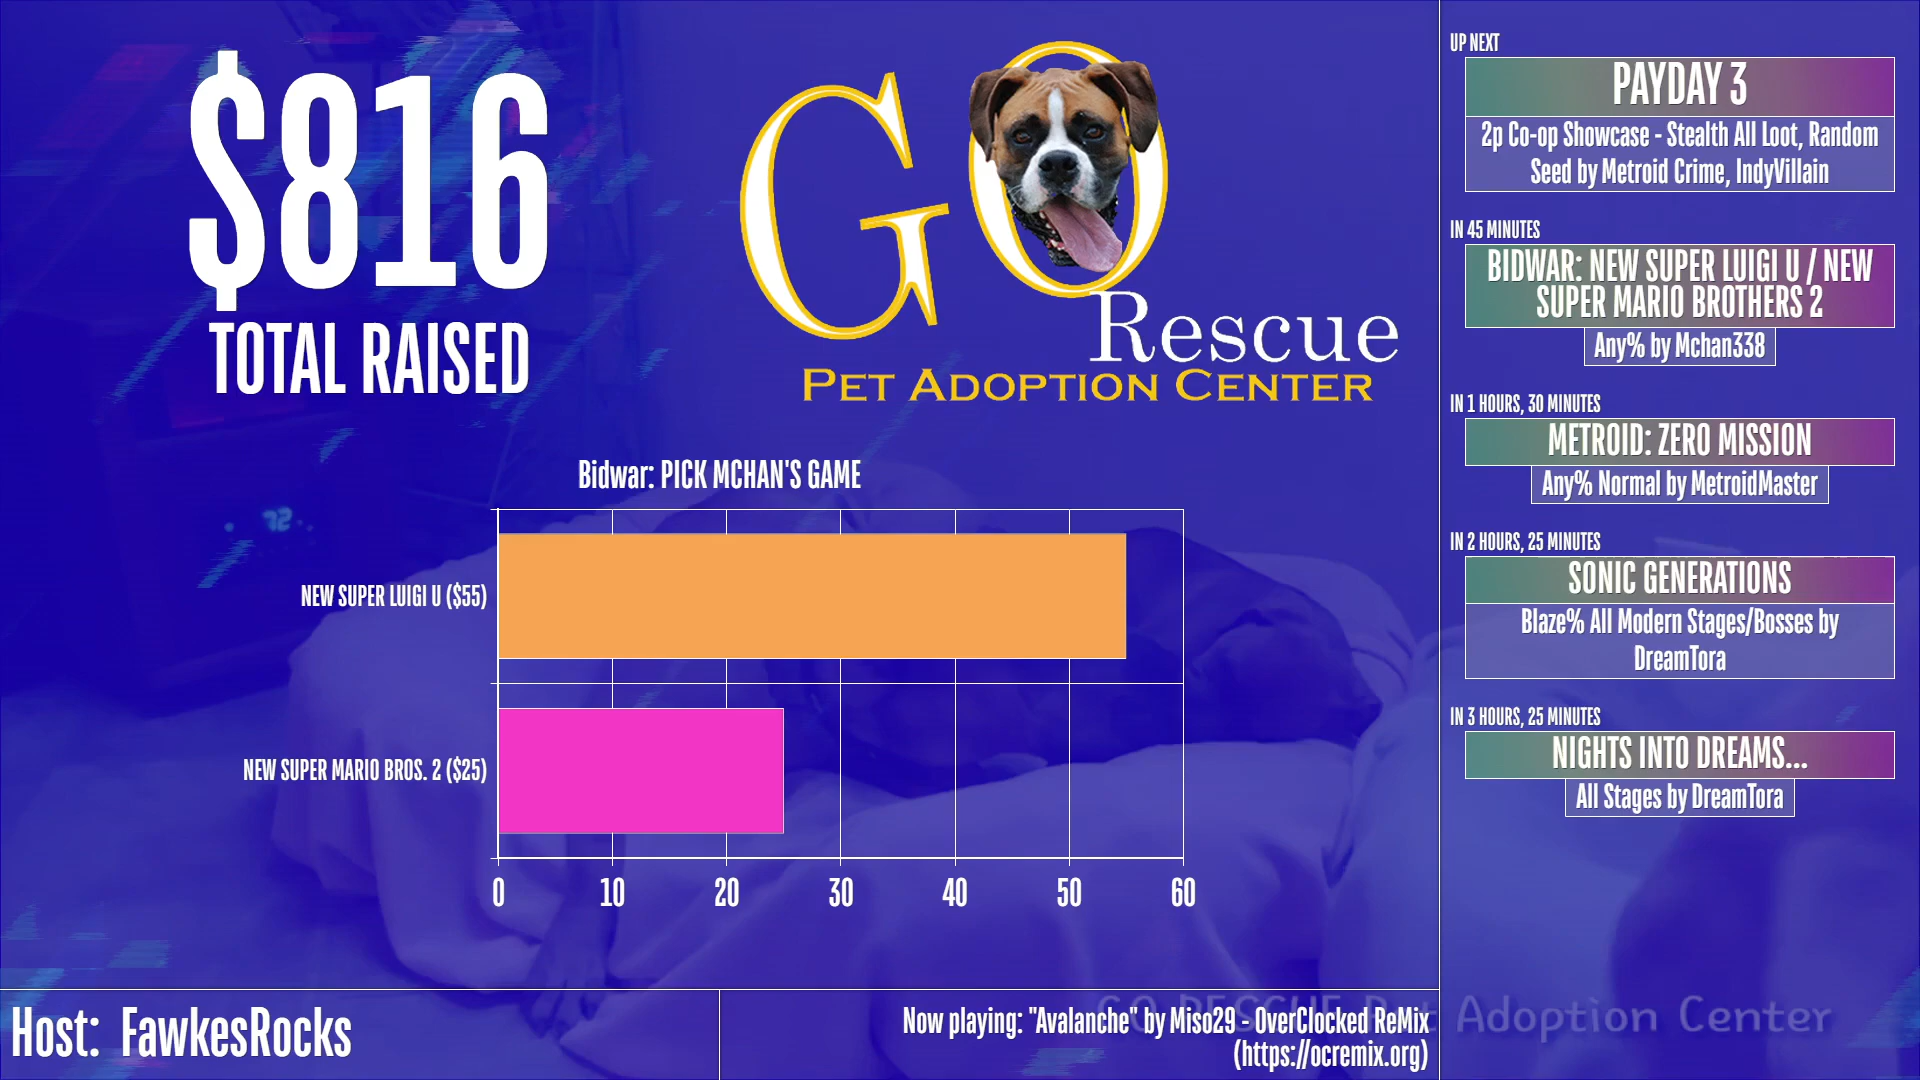 $816
TOTAL RAISED
GO
Rescue
PET ADOPTION CENTER
Bidwar: PICK MCHAN'S GAME
NEW SUPER LUIGI U ($55)
NEW SUPER MARIO BROS. 2 ($25)
0 10 20 30 40 50 60
UP NEXT
PAYDAY 3
2p Co-op Showcase - Stealth All Loot, Random
Seed by Metroid Crime, IndyVillain
IN 45 MINUTES
BIDWAR: NEW SUPER LUIGI U / NEW
SUPER MARIO BROTHERS 2
Any% by Mchan338
IN 1 HOURS, 30 MINUTES
METROID: ZERO MISSION
Any% Normal by MetroidMaster
IN 2 HOURS, 25 MINUTES
SONIC GENERATIONS
Blaze% All Modern Stages/Bosses by
DreamTora
IN 3 HOURS, 25 MINUTES
NIGHTS INTO DREAMS...
All Stages by DreamTora
72
Host: FawkesRocks
Now playing: "Avalanche" by Miso29 - OverClocked ReMix
(https://ocremix.org)
GO RESCUE Pet Adoption Center